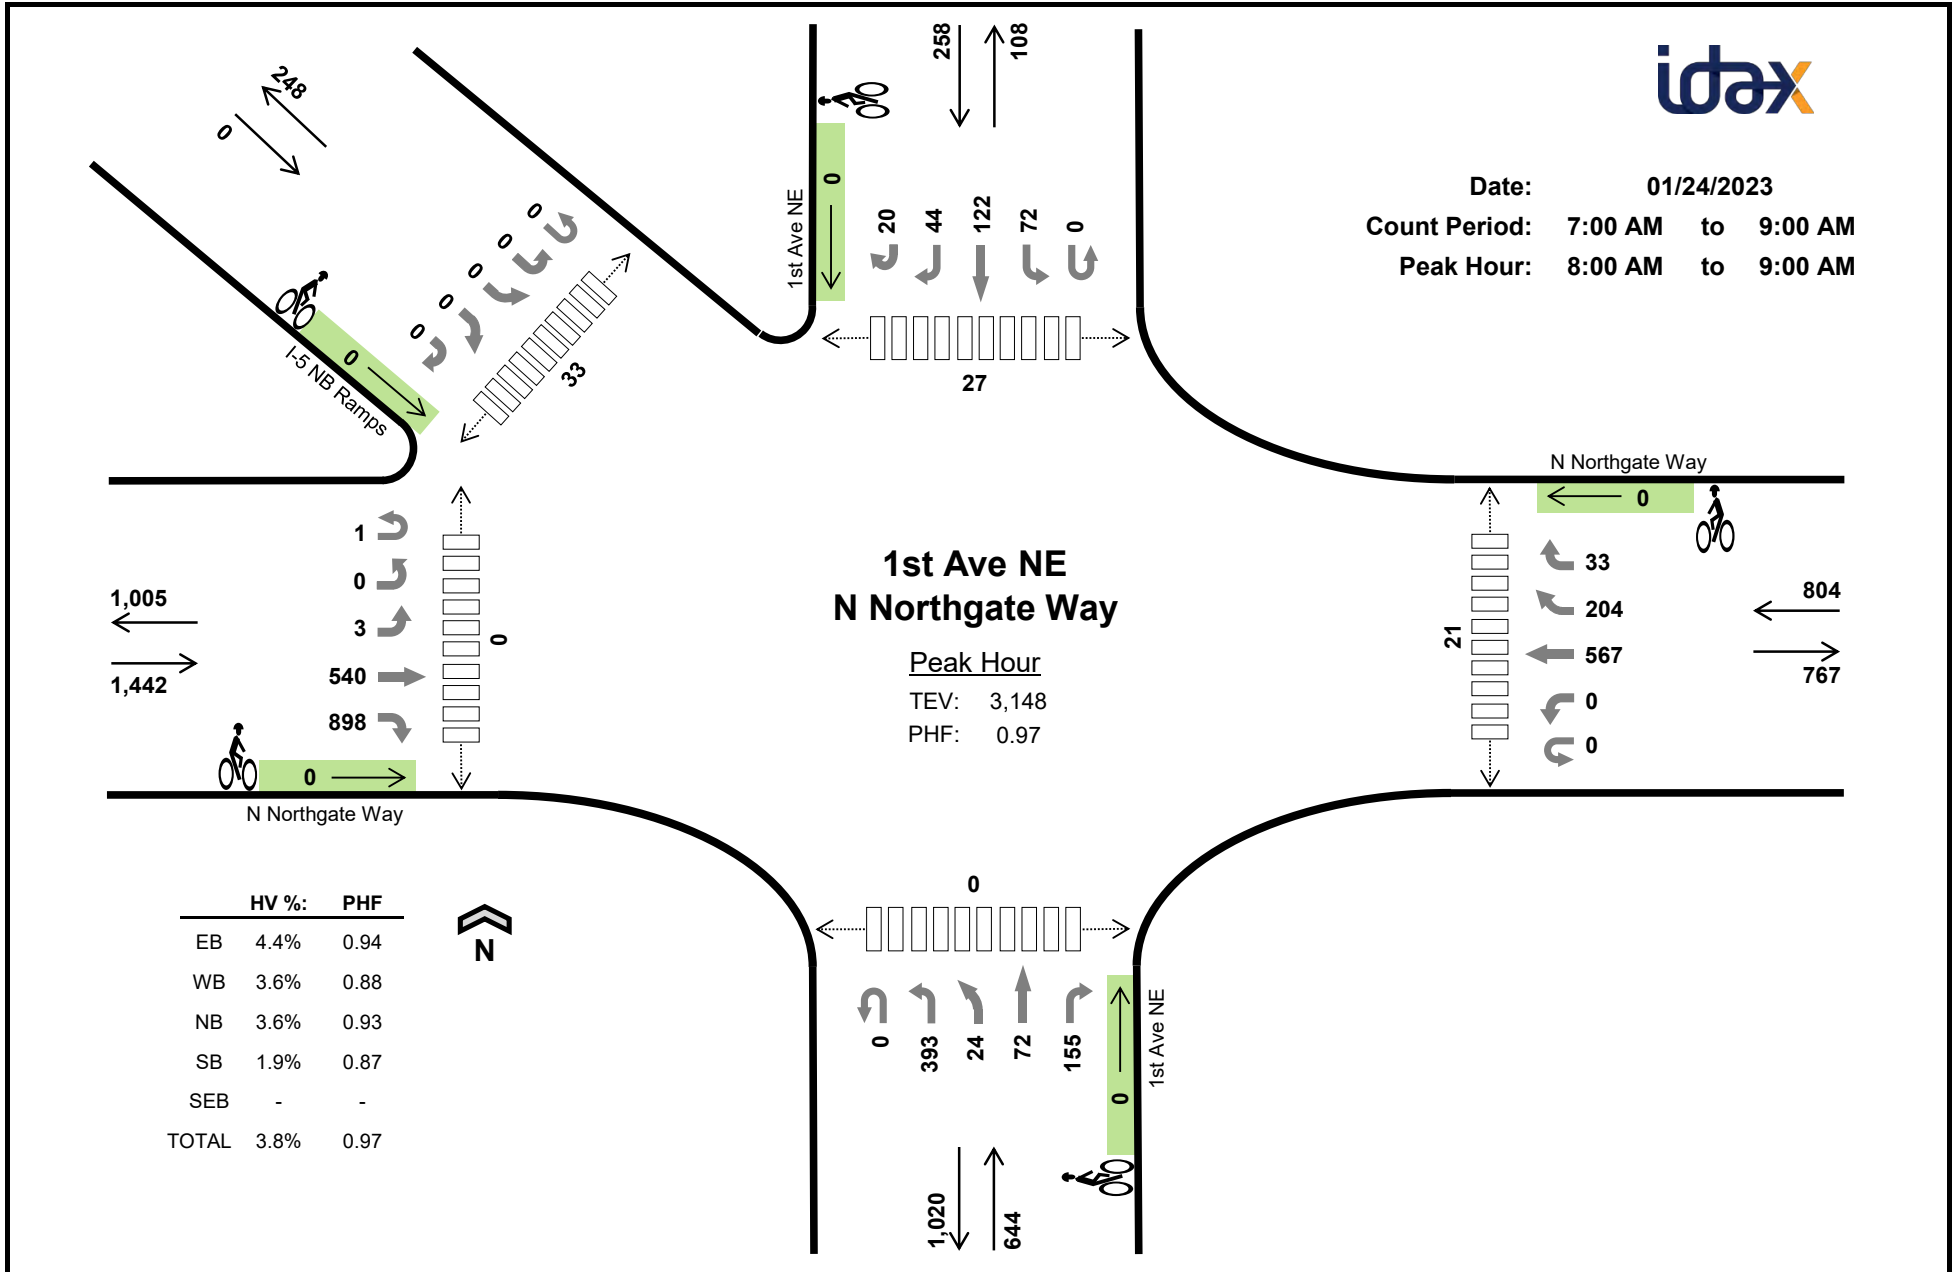 258
108
idax
248
0
Date: 01/24/2023
Count Period: 7:00 AM to 9:00 AM
Peak Hour: 8:00 AM to 9:00 AM
0
1st Ave NE
20
44
122
72
0
0
0
0
0
0
33
27
0
I-5 NB Ramps
N Northgate Way
0
1
0
3
540
898
0
1,005
1,442
0
N Northgate Way
1st Ave NE
N Northgate Way
Peak Hour
TEV: 3,148
PHF: 0.97
21
33
204
567
0
0
804
767
HV %: PHF
EB 4.4% 0.94
WB 3.6% 0.88
NB 3.6% 0.93
SB 1.9% 0.87
SEB - -
TOTAL 3.8% 0.97
N
0
0
393
24
72
155
0
1st Ave NE
1,020
644